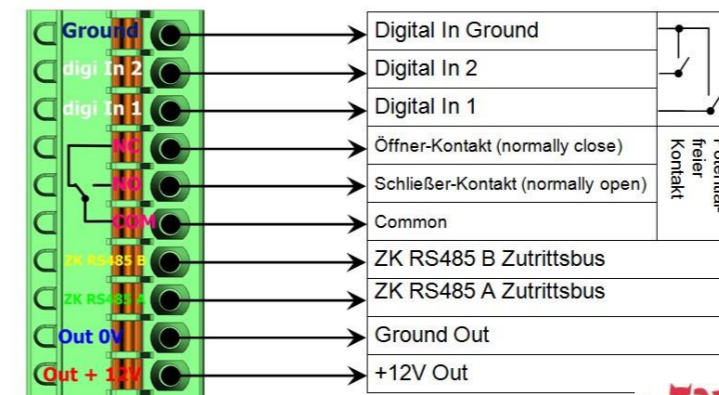 Ground
Digital In Ground
digi In 2
Digital In 2
digi In 1
Digital In 1
NC
Öffner-Kontakt (normally close)
NO
Schließer-Kontakt (normally open)
COM
Common
freier
Kontakt
ZK RS485 B
ZK RS485 B Zutrittsbus
ZK RS485 A
ZK RS485 A Zutrittsbus
Out 0V
Ground Out
Out + 12V
+12V Out